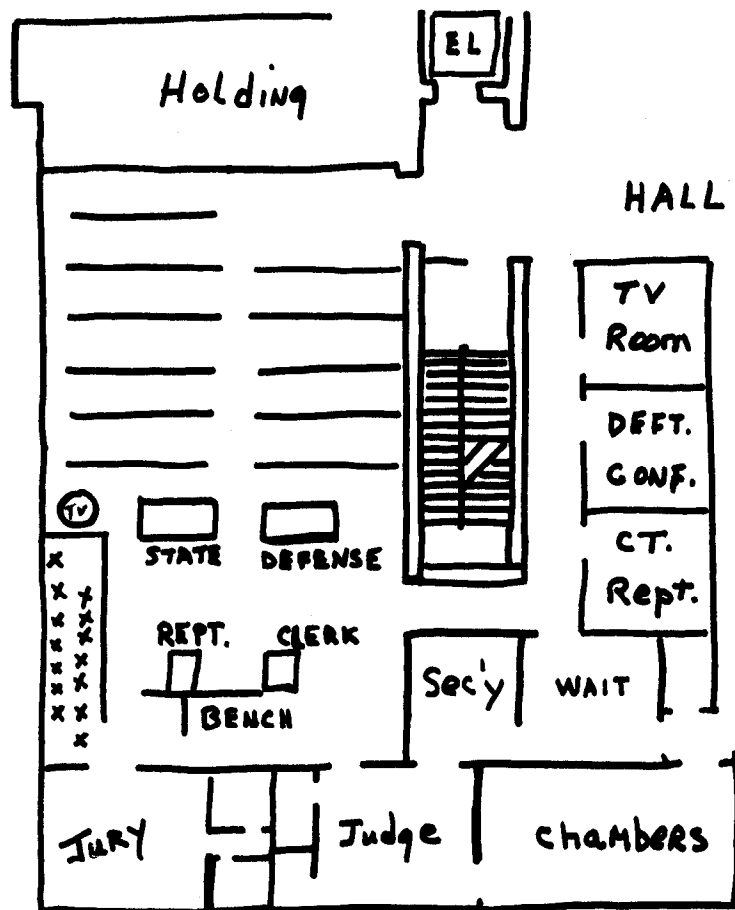 EL
Holding
HALL
TV
Room
DEFT.
CONF.
TV
STATE DEFENSE
CT.
Rept.
x
x x
x x
x x
x x
x x
x x
x
REPT. CLERK
Sec'y WAIT
BENCH
JURY Judge Chambers